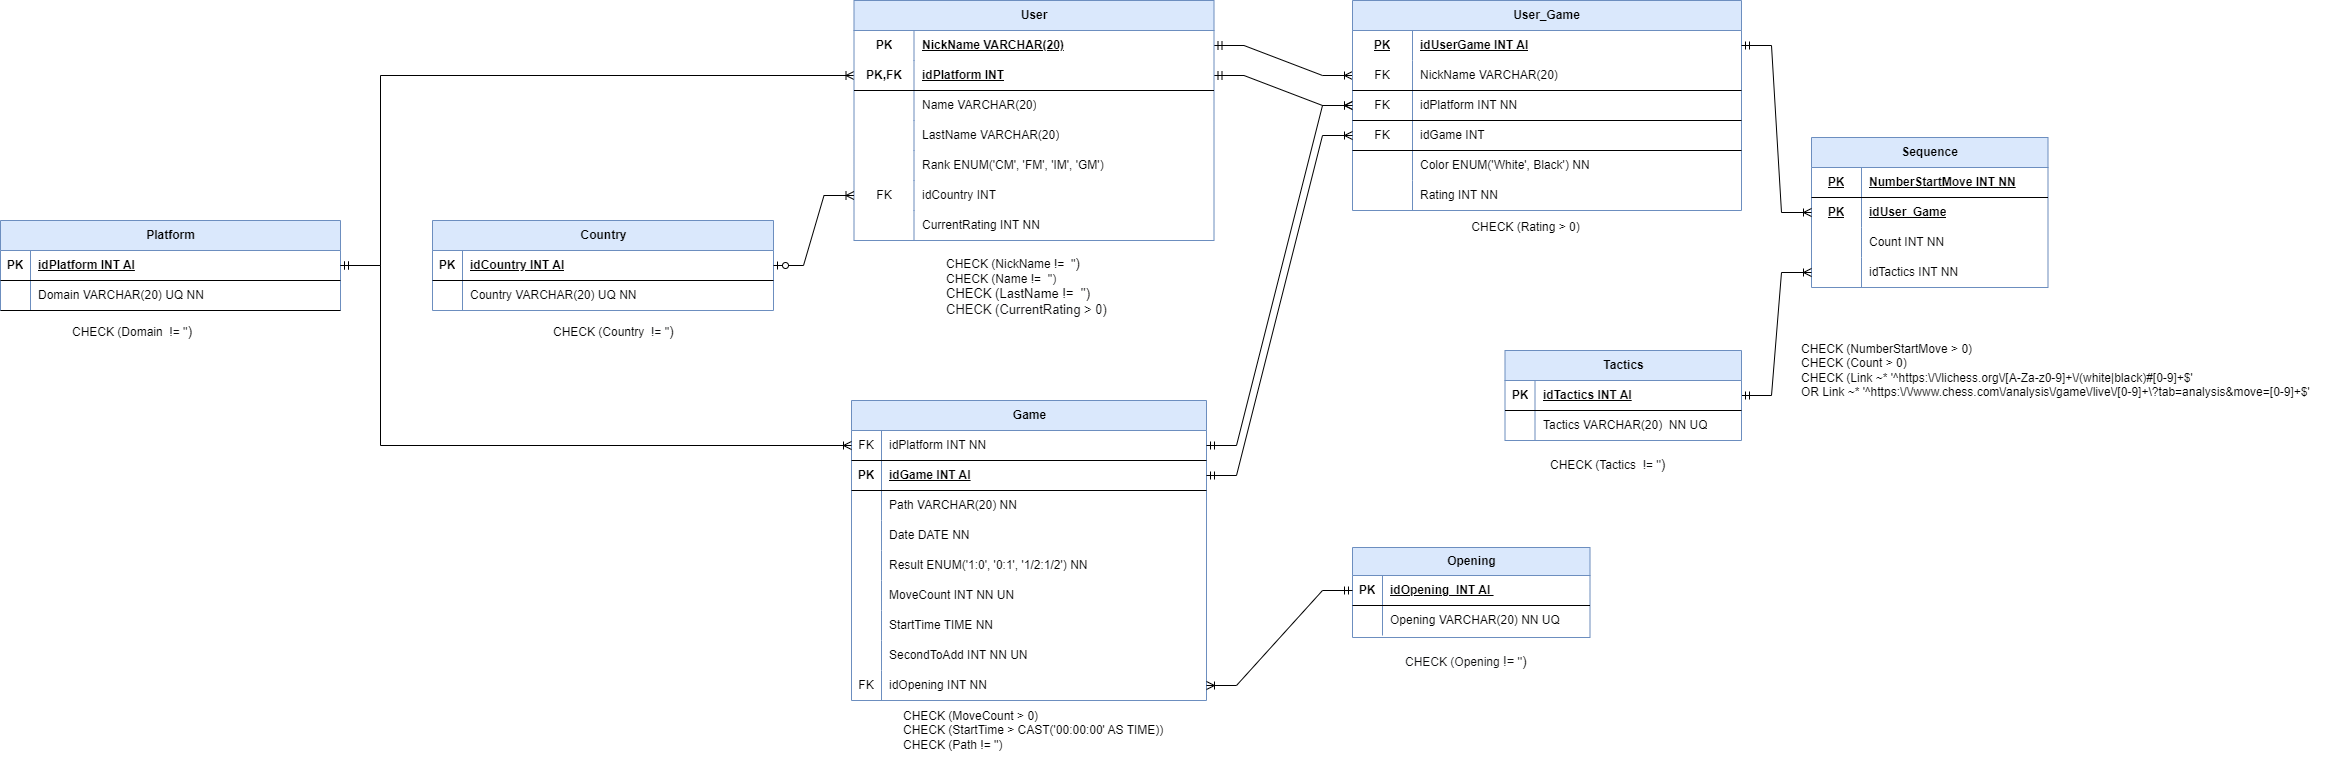 User
PK NickName VARCHAR(20)
PK,FK idPlatform INT
Name VARCHAR(20)
LastName VARCHAR(20)
Rank ENUM('CM', 'FM', 'IM', 'GM')
FK idCountry INT
CurrentRating INT NN
CHECK (NickName != '')
CHECK (Name != '')
CHECK (LastName != '')
CHECK (CurrentRating > 0)
User_Game
PK idUserGame INT AI
FK NickName VARCHAR(20)
FK idPlatform INT NN
FK idGame INT
Color ENUM('White', Black') NN
Rating INT NN
CHECK (Rating > 0)
Sequence
PK NumberStartMove INT NN
PK idUser_Game
Count INT NN
idTactics INT NN
CHECK (NumberStartMove > 0)
CHECK (Count > 0)
CHECK (Link ~* '^https:\/\/lichess.org\/[A-Za-z0-9]+\/(white|black)#[0-9]+$'
OR Link ~* '^https:\/\/www.chess.com\/analysis\/game\/live\/[0-9]+\?tab=analysis&move=[0-9]+$')
Platform
PK idPlatform INT AI
Domain VARCHAR(20) UQ NN
CHECK (Domain != '')
Country
PK idCountry INT AI
Country VARCHAR(20) UQ NN
CHECK (Country != '')
Tactics
PK idTactics INT AI
Tactics VARCHAR(20) NN UQ
CHECK (Tactics != '')
Game
FK idPlatform INT NN
PK idGame INT AI
Path VARCHAR(20) NN
Date DATE NN
Result ENUM('1:0', '0:1', '1/2:1/2') NN
MoveCount INT NN UN
StartTime TIME NN
SecondToAdd INT NN UN
FK idOpening INT NN
CHECK (MoveCount > 0)
CHECK (StartTime > CAST('00:00:00' AS TIME))
CHECK (Path != '')
Opening
PK idOpening INT AI
Opening VARCHAR(20) NN UQ
CHECK (Opening != '')